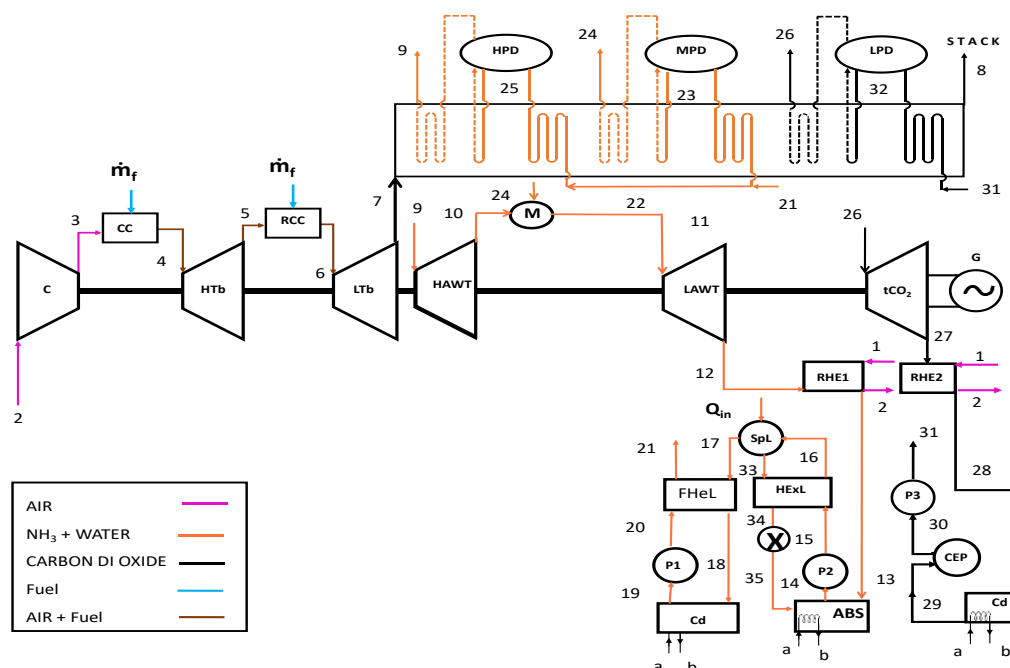 HPD
MPD
LPD
STACK
9
24
26
8
25
23
32
ṁf
ṁf
3
CC
5
RCC
7
24
M
22
21
31
4
6
10
9
11
26
C
HTb
LTb
HAWT
LAWT
tCO2
G
27
1
1
12
RHE1
RHE2
2
2
2
Qin
SpL
17
16
21
33
31
FHeL
HExL
28
P3
20
34
15
X
30
P1
18
35
14
P2
13
CEP
19
29
Cd
ABS
Cd
a b
a b
a b
AIR
NH3 + WATER
CARBON DI OXIDE
Fuel
AIR + Fuel